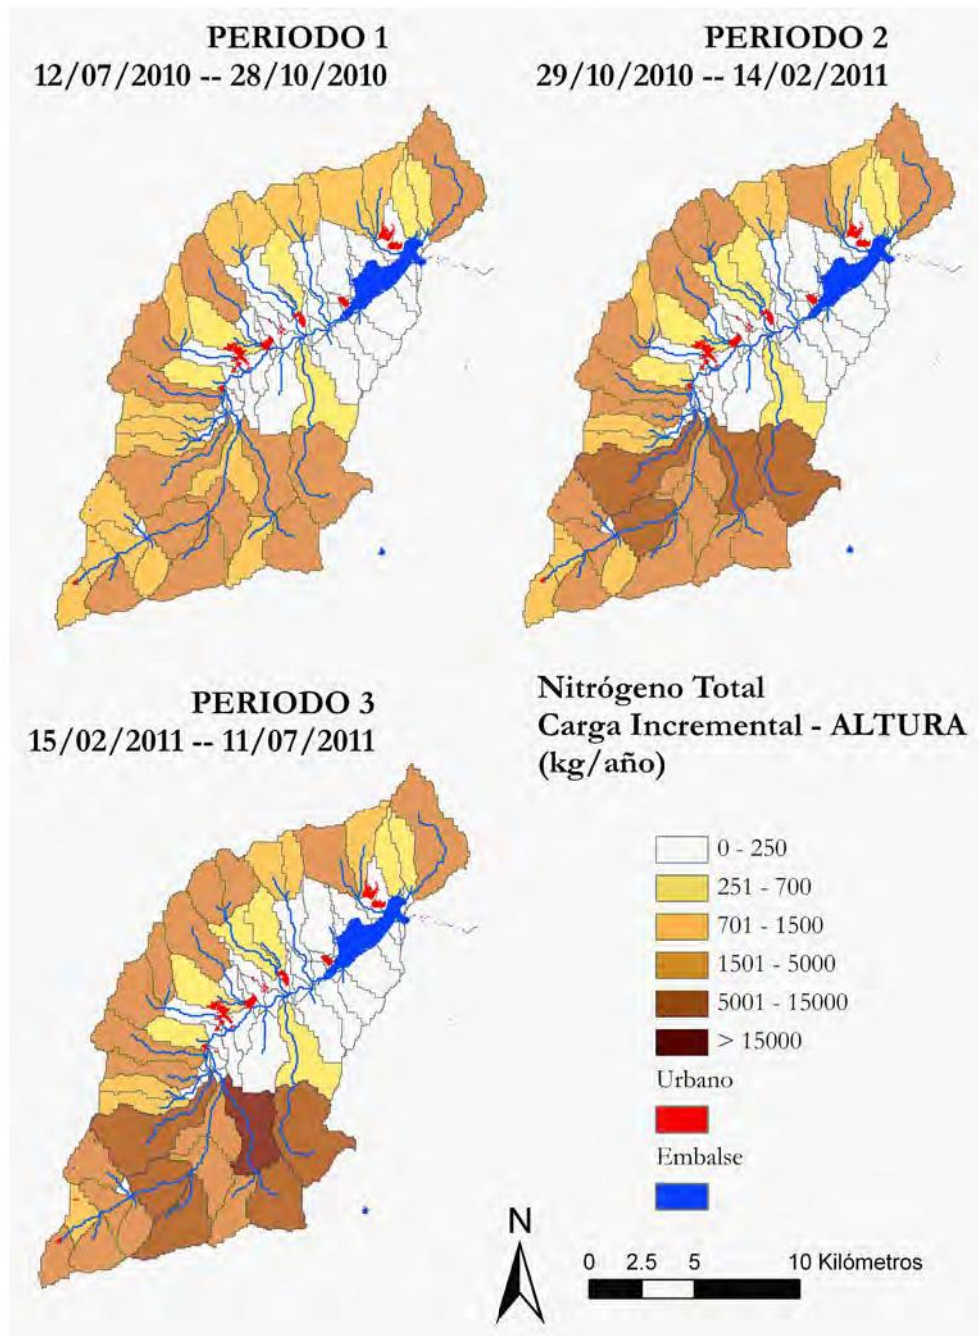 PERIODO 1
12/07/2010 -- 28/10/2010
PERIODO 2
29/10/2010 -- 14/02/2011
PERIODO 3
15/02/2011 -- 11/07/2011
Nitrógeno Total
Carga Incremental - ALTURA
(kg/año)
0 - 250
251 - 700
701 - 1500
1501 - 5000
5001 - 15000
> 15000
Urbano
Embalse
N
0 2.5 5 10 Kilómetros